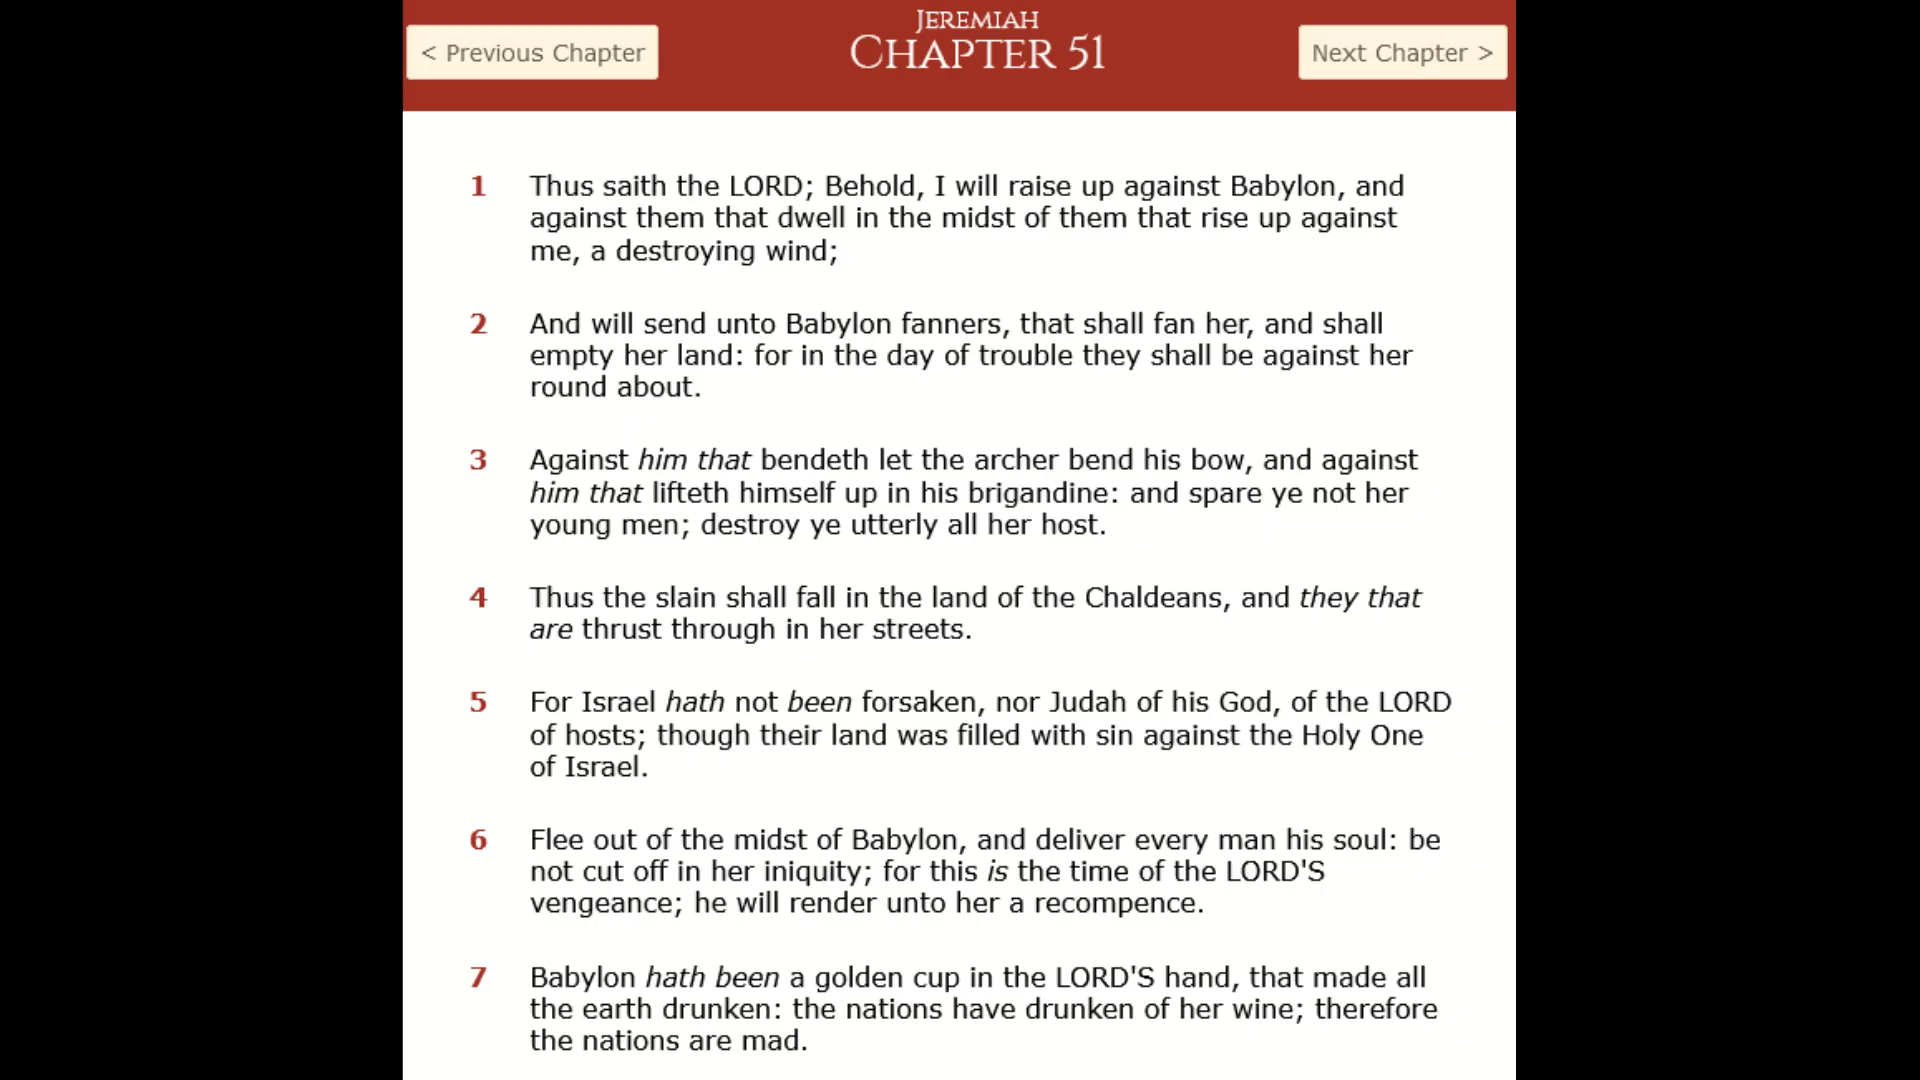 JEREMIAH
< Previous Chapter
CHAPTER 51
Next Chapter >
1 Thus saith the LORD; Behold, I will raise up against Babylon, and
against them that dwell in the midst of them that rise up against
me, a destroying wind;
2 And will send unto Babylon fanners, that shall fan her, and shall
empty her land: for in the day of trouble they shall be against her
round about.
3 Against him that bendeth let the archer bend his bow, and against
him that lifteth himself up in his brigandine: and spare ye not her
young men; destroy ye utterly all her host.
4 Thus the slain shall fall in the land of the Chaldeans, and they that
are thrust through in her streets.
5 For Israel hath not been forsaken, nor Judah of his God, of the LORD
of hosts; though their land was filled with sin against the Holy One
of Israel.
6 Flee out of the midst of Babylon, and deliver every man his soul: be
not cut off in her iniquity; for this is the time of the LORD'S
vengeance; he will render unto her a recompence.
7 Babylon hath been a golden cup in the LORD'S hand, that made all
the earth drunken: the nations have drunken of her wine; therefore
the nations are mad.